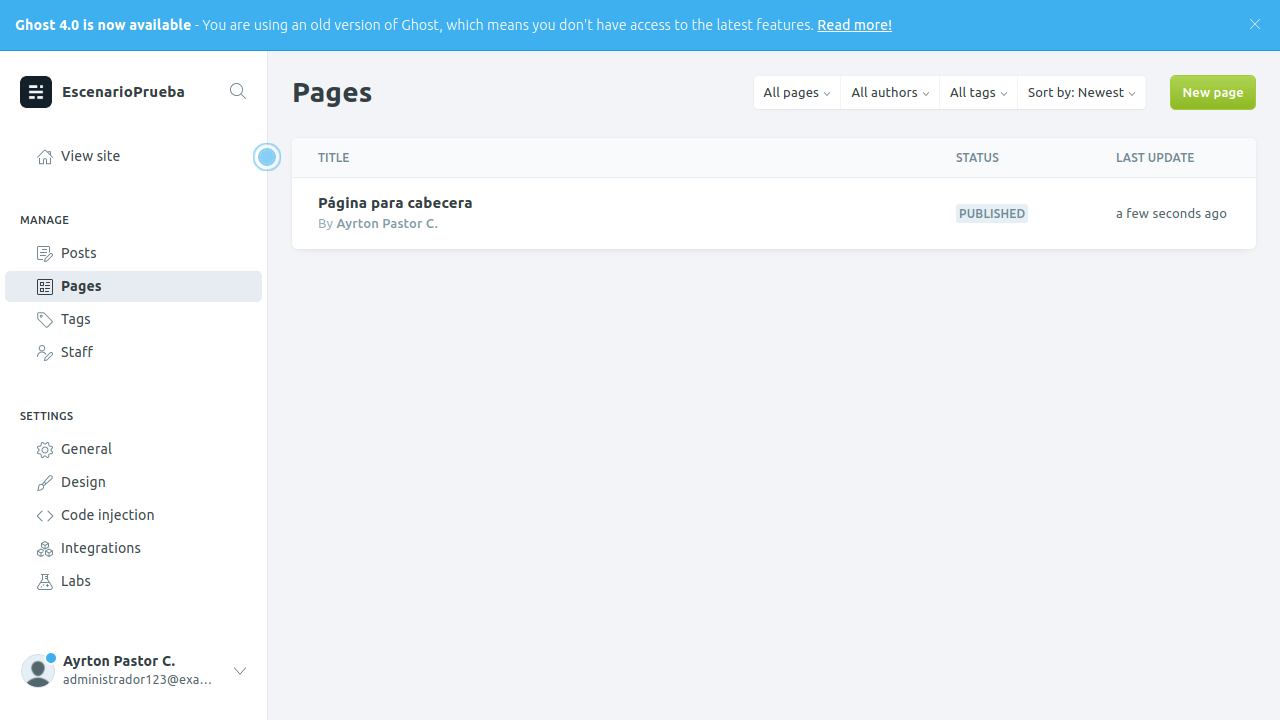 Ghost 4.0 is now available - You are using an old version of Ghost, which means you don't have access to the latest features. Read more!
EscenarioPrueba
View site
MANAGE
Posts
Pages
Tags
Staff
SETTINGS
General
Design
Code injection
Integrations
Labs
Ayrton Pastor C.
administrador123@exa...
Pages
All pages
All authors
All tags
Sort by: Newest
New page
TITLE
STATUS
LAST UPDATE
Página para cabecera
By Ayrton Pastor C.
PUBLISHED
a few seconds ago